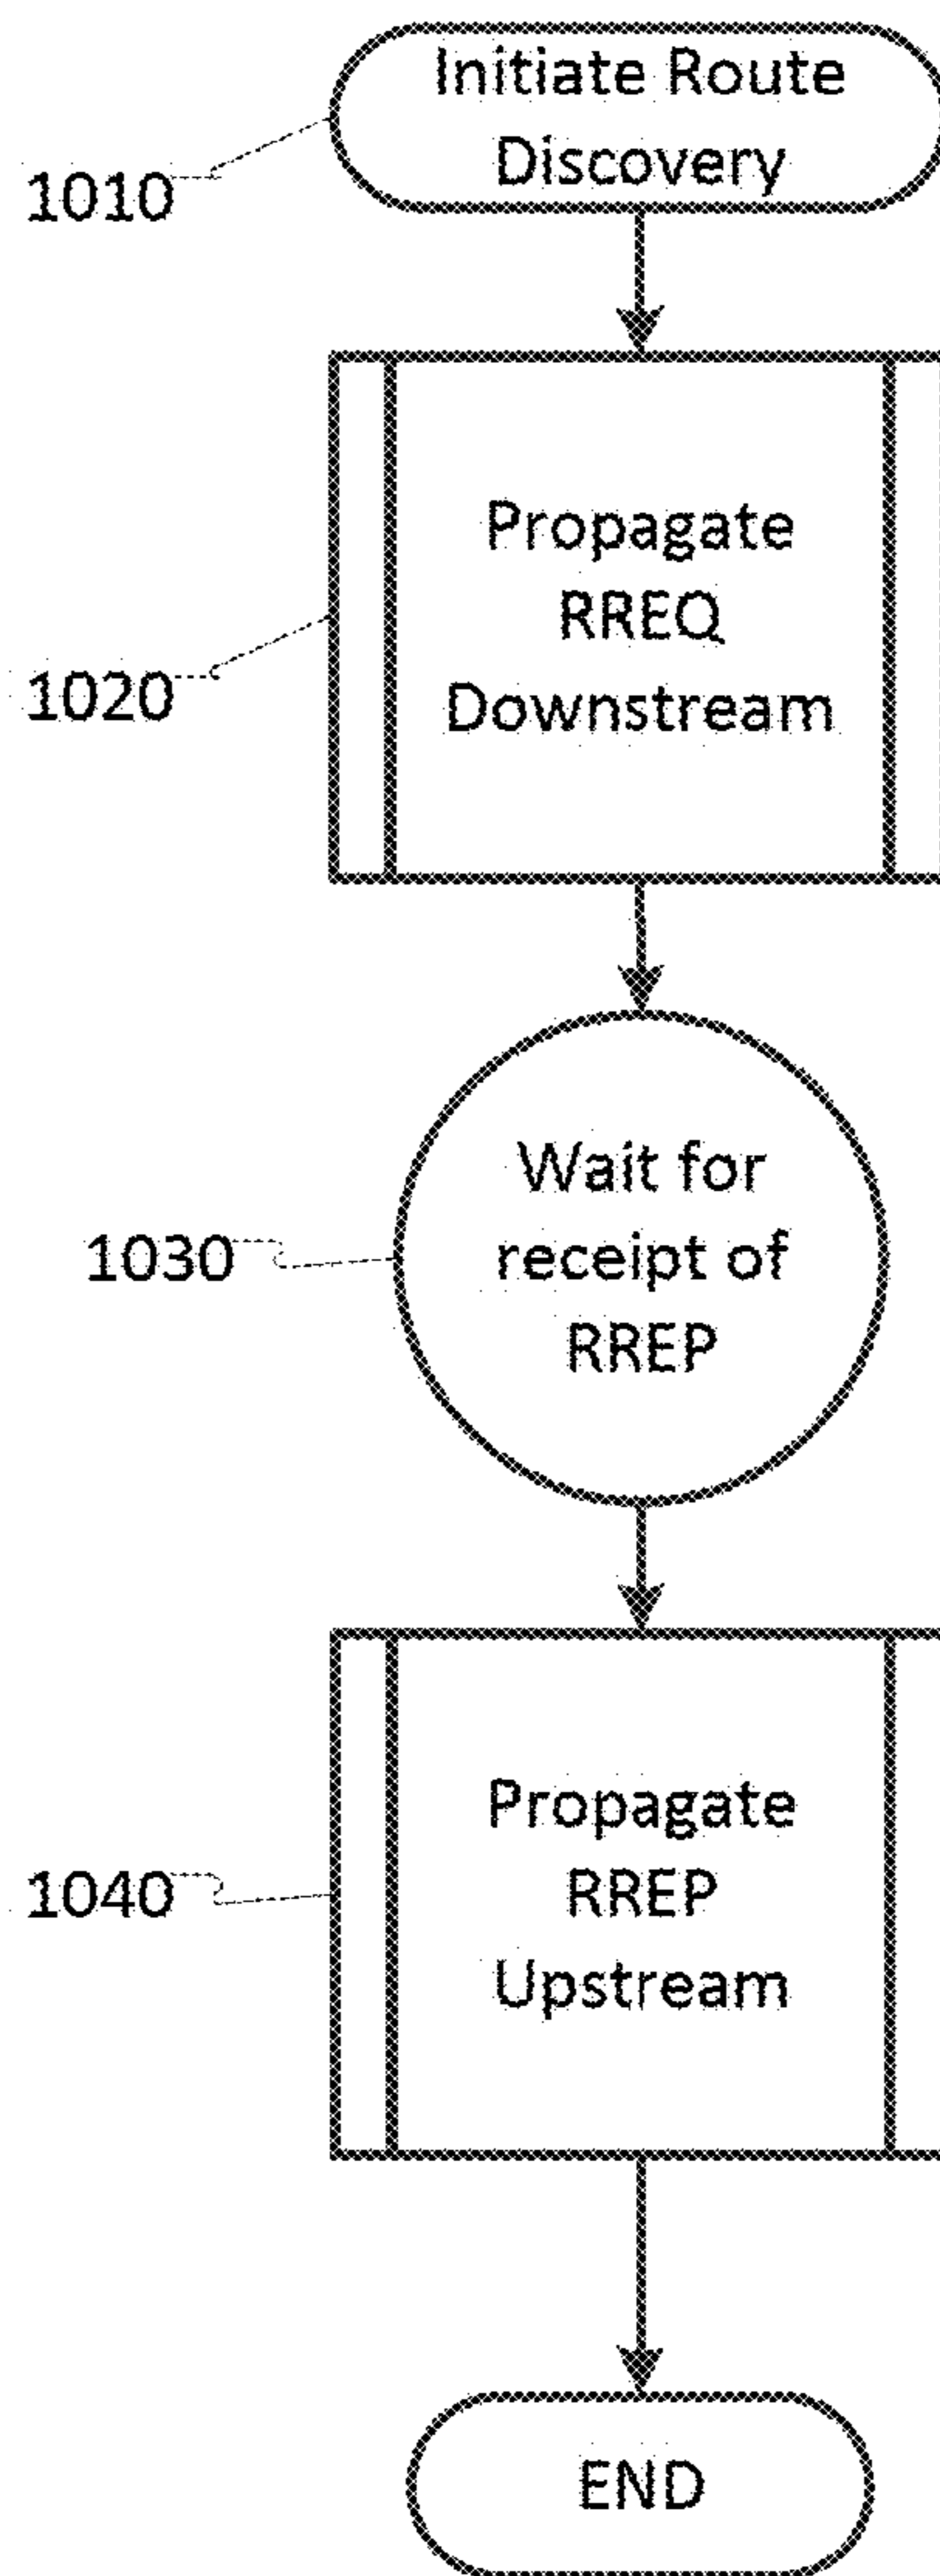 Initiate Route
Discovery
1010
Propagate
RREQ
Downstream
1020
Wait for
receipt of
RREP
1030
Propagate
RREP
Upstream
1040
END